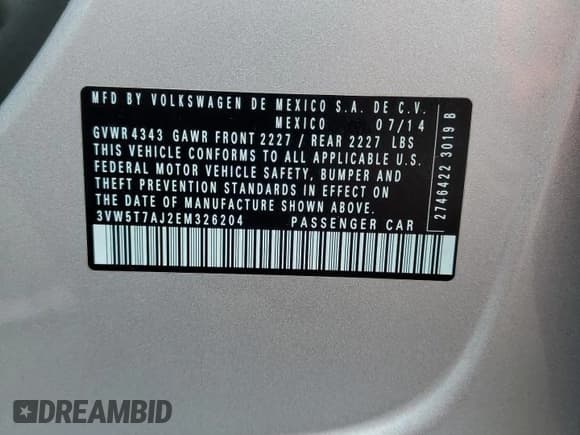 MFD BY VOLKSWAGEN DE MEXICO S.A. DE C.V.
MEXICO 07/14
GVWR 4343 GAWR FRONT 2227 / REAR 2227 LBS
THIS VEHICLE CONFORMS TO ALL APPLICABLE U.S.
FEDERAL MOTOR VEHICLE SAFETY, BUMPER AND
THEFT PREVENTION STANDARDS IN EFFECT ON
THE DATE OF MANUFACTURE SHOWN ABOVE.
3VW5T7AJ2EM326204 PASSENGER CAR
2746422 3019 B
DREAMBID